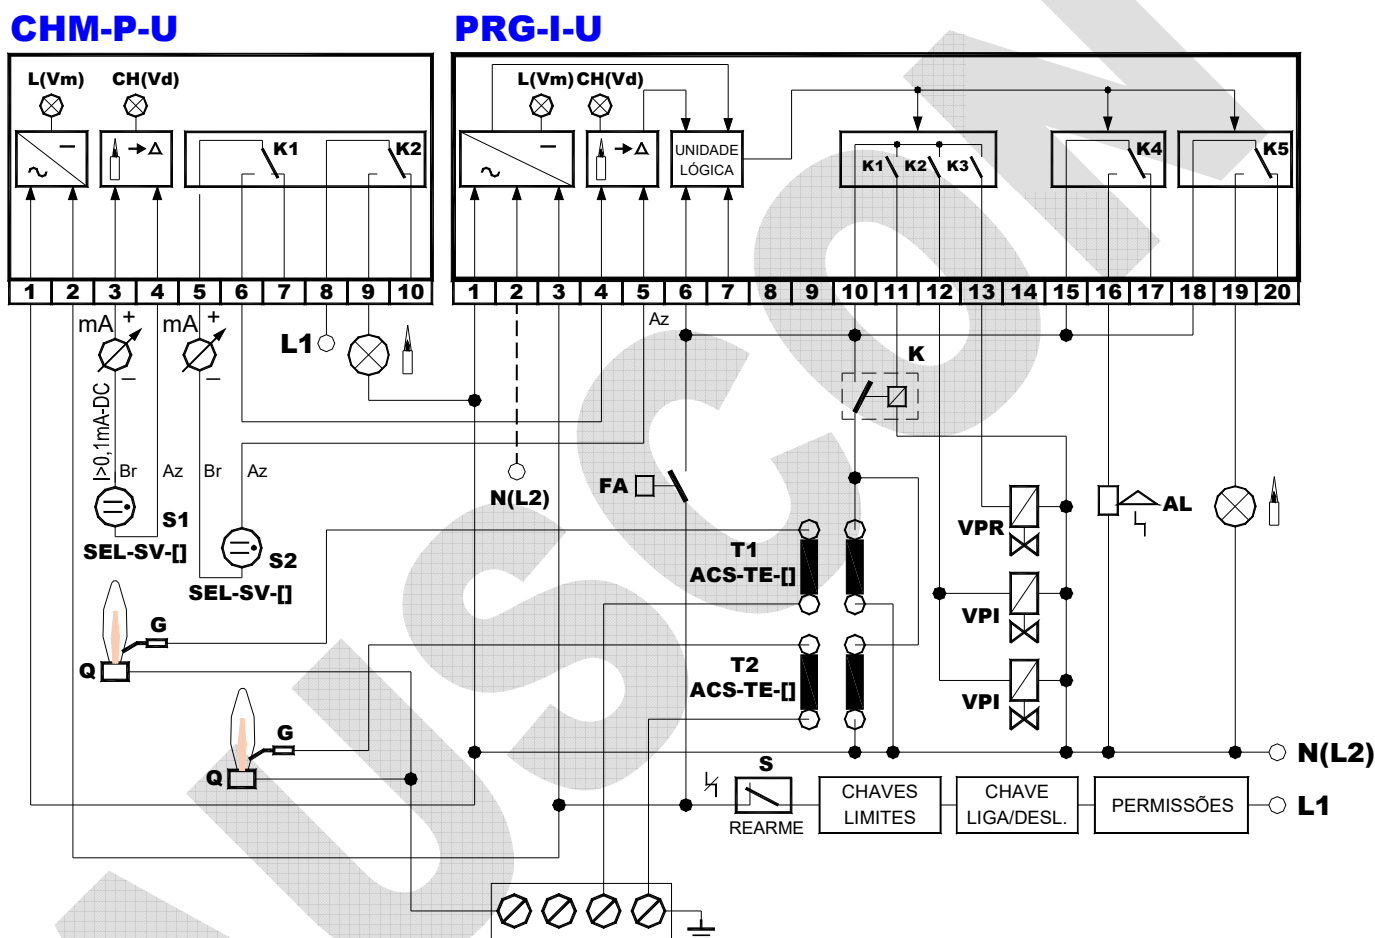 CHM-P-U
PRG-I-U
L(Vm) CH(Vd)
L(Vm) CH(Vd)
K1 K2
UNIDADE
LÓGICA
K1 K2 K3
K4
K5
1 2 3 4 5 6 7 8 9 10
1 2 3 4 5 6 7 8 9 10 11 12 13 14 15 16 17 18 19 20
mA + mA +
Az
L1
K
I>0,1mA-DC
Br Az Br Az
N(L2)
FA
S1
SEL-SV-[]
S2
SEL-SV-[]
T1
ACS-TE-[]
VPR
AL
VPI
G
Q
T2
ACS-TE-[]
VPI
G
Q
N(L2)
S
REARME
CHAVES
LIMITES
CHAVE
LIGA/DESL.
PERMISSÕES
L1
USCON